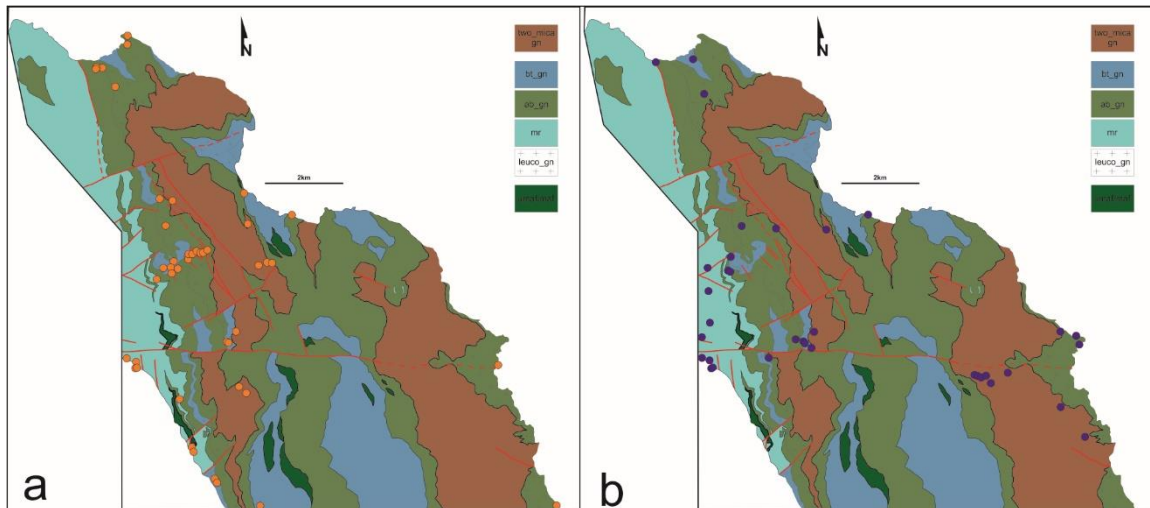 N
two_mica
gn
bt_gn
ab_gn
mr
leuco_gn
2km
a
N
two_mica
gn
bt_gn
ab_gn
mr
leuco_gn
2km
b